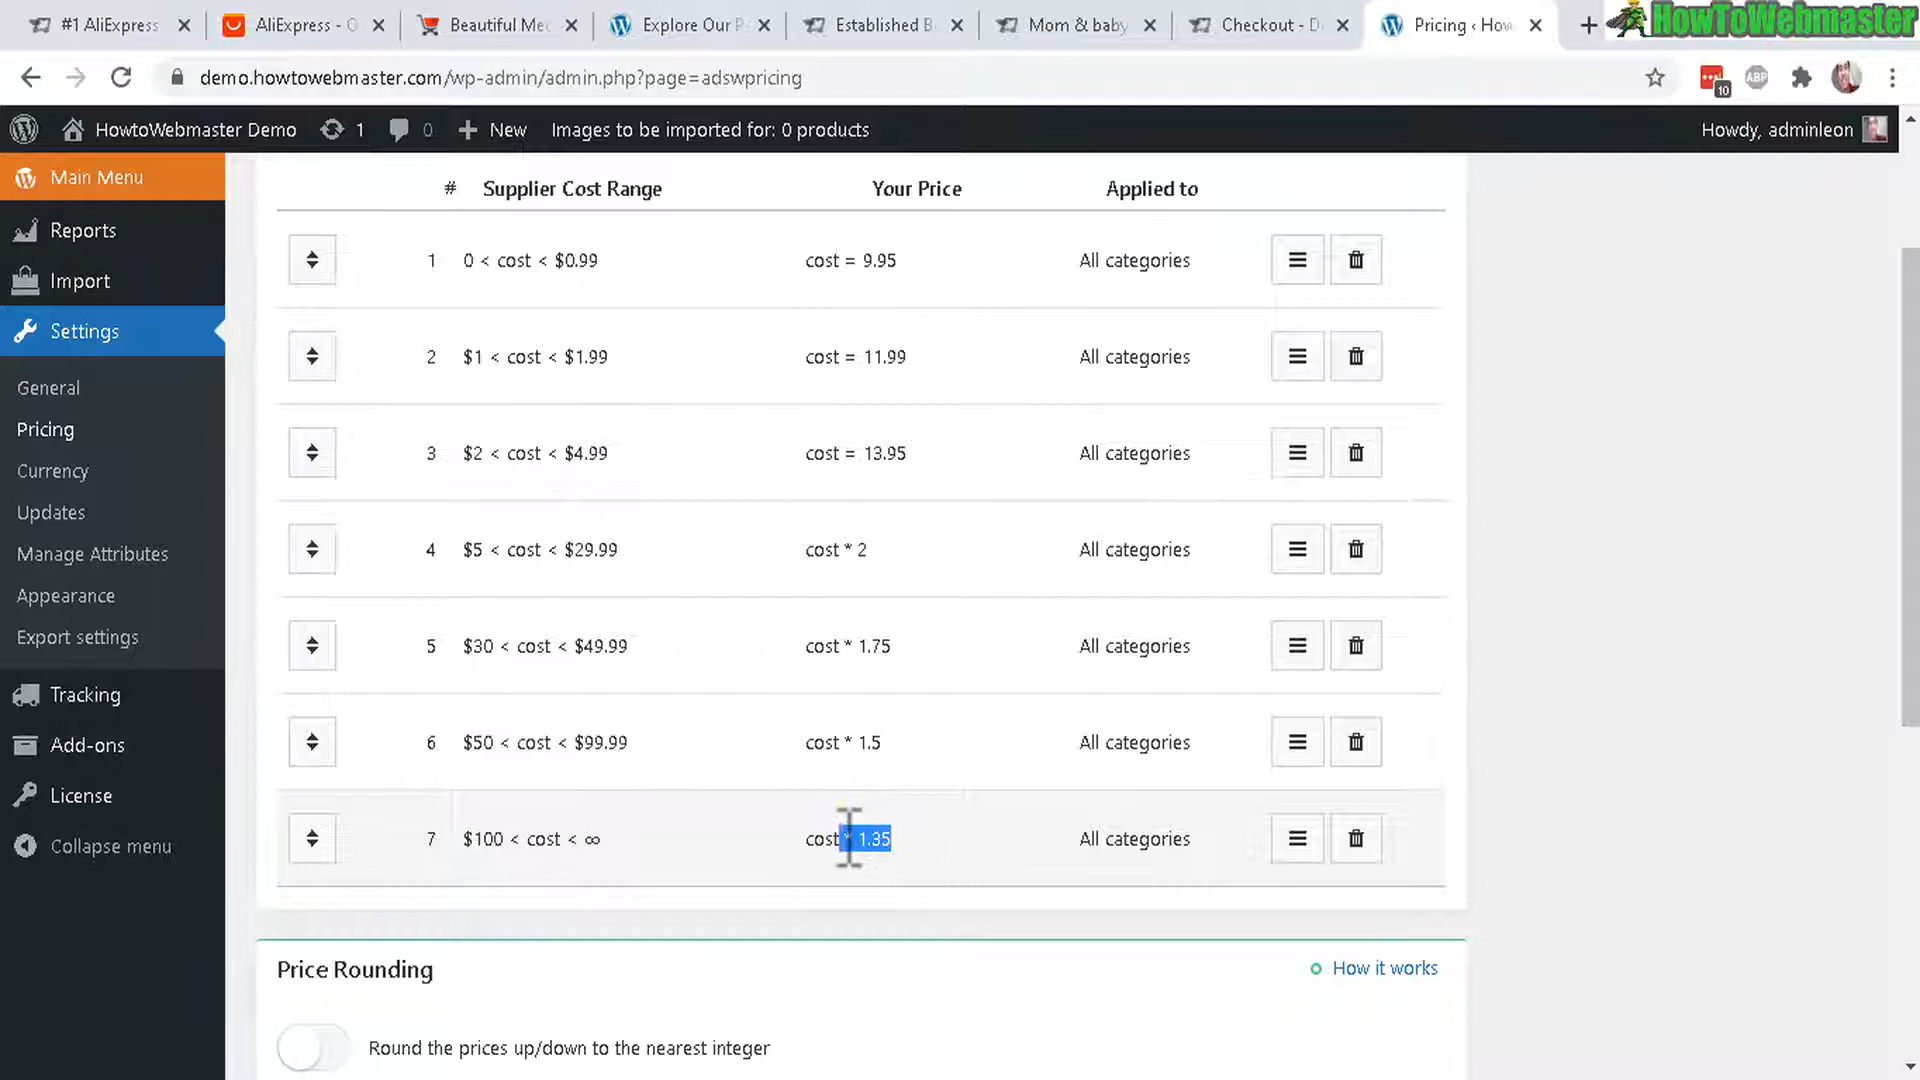 #1 AliExpress
AliExpress - O
Beautiful Me
Explore Our P
Established B
Mom & baby
Checkout - D
Pricing ‹ How
HowToWebmaster
demo.howtowebmaster.com/wp-admin/admin.php?page=adswpricing
10
ABP
HowtoWebmaster Demo
1
0
New
Images to be imported for: 0 products
Howdy, adminleon
Main Menu
Reports
Import
Settings
General
Pricing
Currency
Updates
Manage Attributes
Appearance
Export settings
Tracking
Add-ons
License
Collapse menu
# Supplier Cost Range Your Price Applied to
1 0 < cost < $0.99 cost = 9.95 All categories
2 $1 < cost < $1.99 cost = 11.99 All categories
3 $2 < cost < $4.99 cost = 13.95 All categories
4 $5 < cost < $29.99 cost * 2 All categories
5 $30 < cost < $49.99 cost * 1.75 All categories
6 $50 < cost < $99.99 cost * 1.5 All categories
7 $100 < cost < ∞ cost * 1.35 All categories
Price Rounding
How it works
Round the prices up/down to the nearest integer